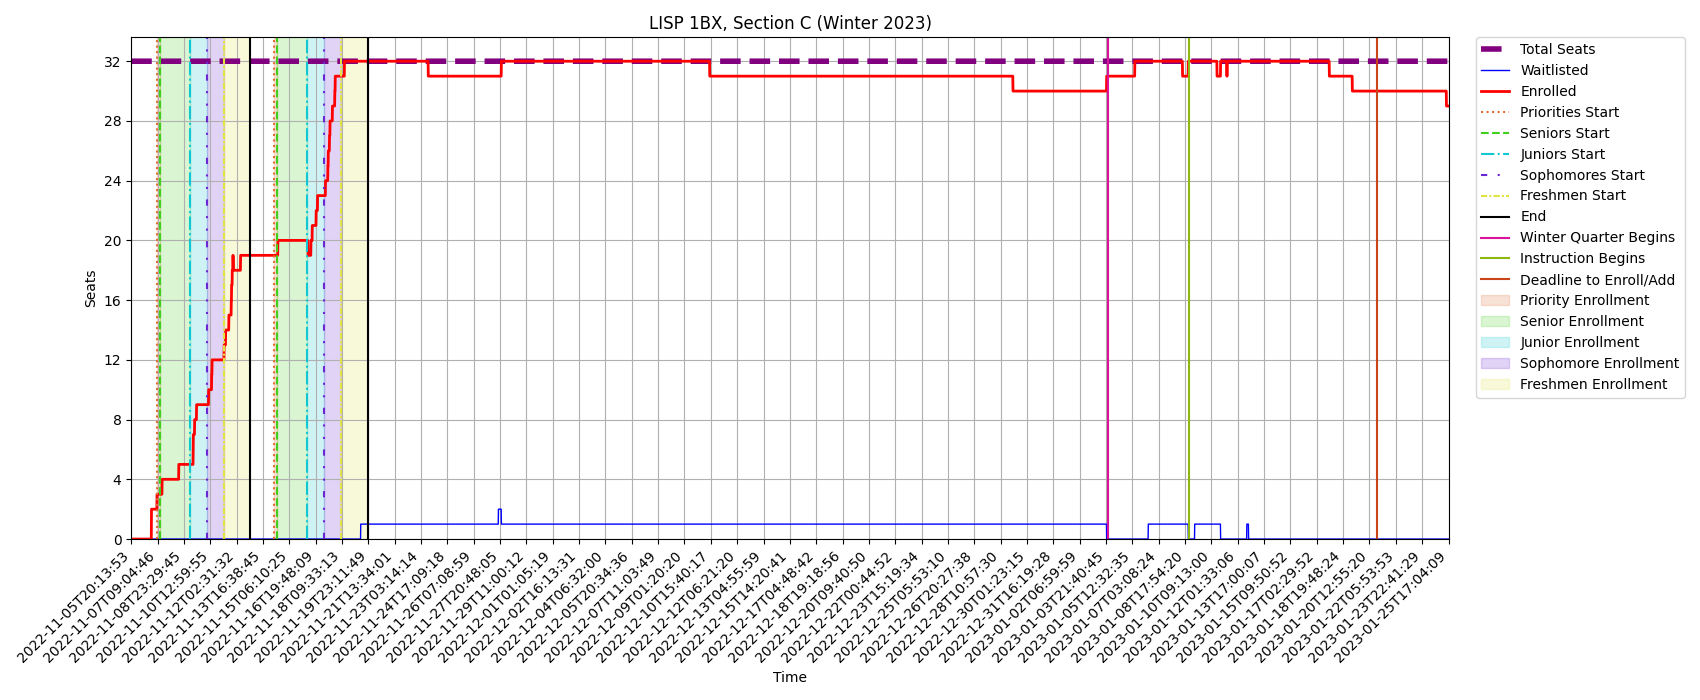 LISP 1BX, Section C (Winter 2023)
Total Seats
Waitlisted
Enrolled
Priorities Start
Seniors Start
Juniors Start
Sophomores Start
Freshmen Start
End
Winter Quarter Begins
Instruction Begins
Deadline to Enroll/Add
Priority Enrollment
Senior Enrollment
Junior Enrollment
Sophomore Enrollment
Freshmen Enrollment
Seats
32
28
24
20
16
12
8
4
0
2022-11-05T20:13:53
2022-11-07T09:04:46
2022-11-08T23:29:45
2022-11-10T12:59:55
2022-11-12T02:31:32
2022-11-13T16:38:45
2022-11-15T06:10:25
2022-11-16T19:48:09
2022-11-18T09:33:13
2022-11-19T23:11:49
2022-11-21T13:34:01
2022-11-23T03:14:14
2022-11-24T17:09:18
2022-11-26T07:08:59
2022-11-27T20:48:05
2022-11-29T11:00:12
2022-12-01T01:05:19
2022-12-02T16:13:31
2022-12-04T06:32:00
2022-12-05T20:34:36
2022-12-07T11:03:49
2022-12-09T01:20:20
2022-12-10T15:40:17
2022-12-12T06:21:20
2022-12-13T04:55:59
2022-12-15T14:20:41
2022-12-17T04:48:42
2022-12-18T19:18:56
2022-12-20T09:40:50
2022-12-22T00:44:52
2022-12-23T15:19:34
2022-12-25T05:53:10
2022-12-26T20:27:38
2022-12-28T10:57:30
2022-12-30T01:23:15
2022-12-31T16:19:28
2023-01-02T06:59:59
2023-01-03T21:40:45
2023-01-05T12:32:35
2023-01-07T03:08:24
2023-01-08T17:54:20
2023-01-10T09:13:00
2023-01-12T01:33:06
2023-01-13T17:00:07
2023-01-15T09:50:52
2023-01-17T02:29:52
2023-01-18T19:48:24
2023-01-20T12:55:20
2023-01-22T05:53:53
2023-01-23T22:41:29
2023-01-25T17:04:09
Time